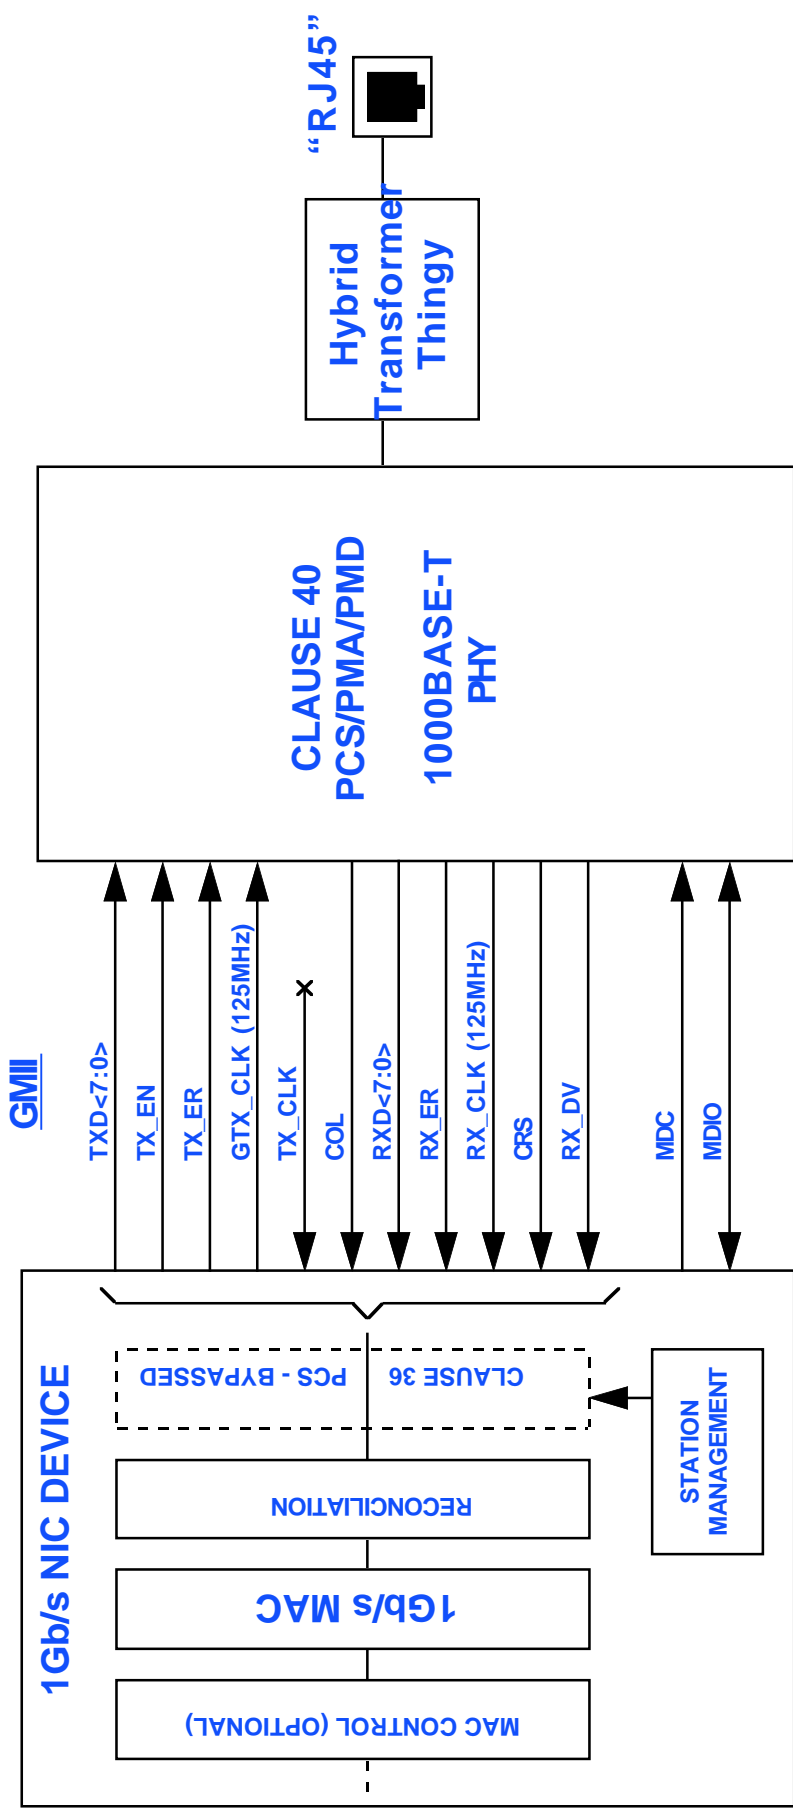 1Gb/s NIC DEVICE
MAC CONTROL (OPTIONAL)
1Gb/s MAC
RECONCILIATION
CLAUSE 36
PCS - BYPASSED
STATION
MANAGEMENT
GMII
TXD<7:0>
TX_EN
TX_ER
GTX_CLK (125MHz)
TX_CLK
COL
RXD<7:0>
RX_ER
RX_CLK (125MHz)
CRS
RX_DV
MDC
MDIO
CLAUSE 40
PCS/PMA/PMD
1000BASE-T
PHY
Hybrid
Transformer
Thingy
“RJ45”